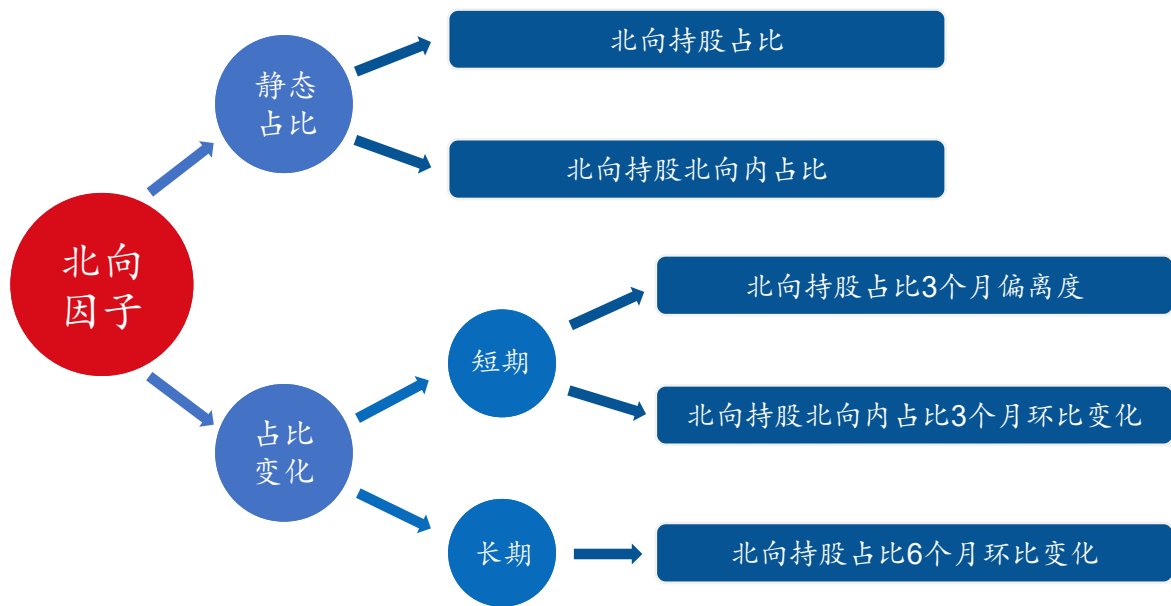 北向持股占比
静态
占比
北向持股北向内占比
北向
因子
北向持股占比3个月偏离度
短期
北向持股北向内占比3个月环比变化
占比
变化
长期
北向持股占比6个月环比变化